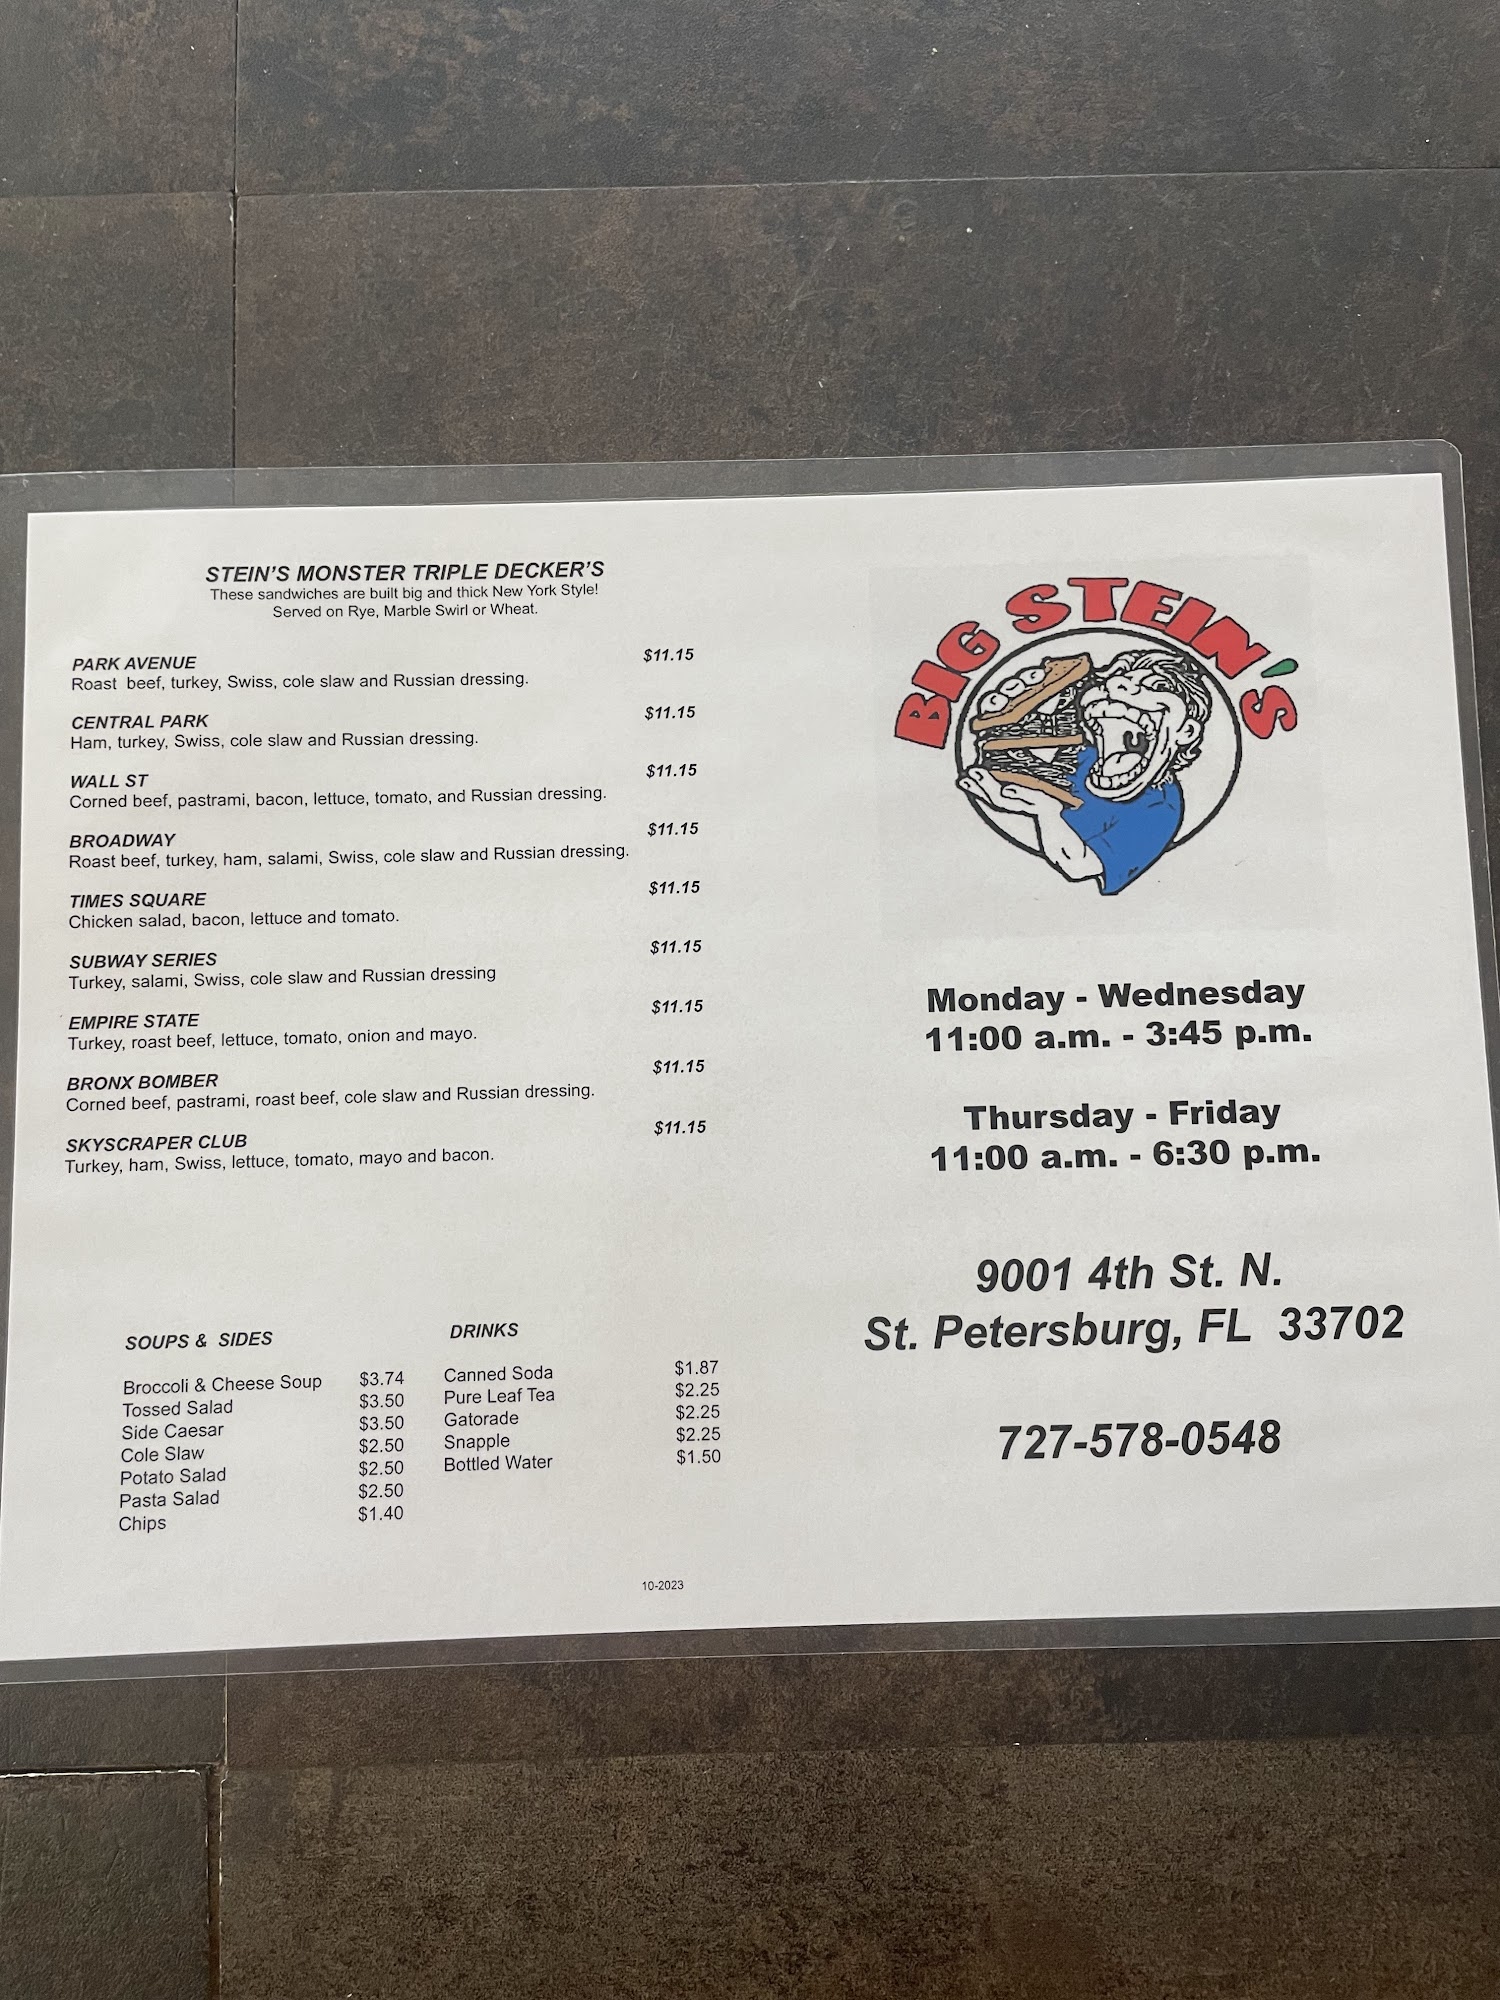 STEIN'S MONSTER TRIPLE DECKER'S
These sandwiches are built big and thick New York Style!
Served on Rye, Marble Swirl or Wheat.
PARK AVENUE $11.15
Roast beef, turkey, Swiss, cole slaw and Russian dressing.
CENTRAL PARK $11.15
Ham, turkey, Swiss, cole slaw and Russian dressing.
WALL ST $11.15
Corned beef, pastrami, bacon, lettuce, tomato, and Russian dressing.
BROADWAY $11.15
Roast beef, turkey, ham, salami, Swiss, cole slaw and Russian dressing.
TIMES SQUARE $11.15
Chicken salad, bacon, lettuce and tomato.
SUBWAY SERIES $11.15
Turkey, salami, Swiss, cole slaw and Russian dressing
EMPIRE STATE $11.15
Turkey, roast beef, lettuce, tomato, onion and mayo.
BRONX BOMBER $11.15
Corned beef, pastrami, roast beef, cole slaw and Russian dressing.
SKYSCRAPER CLUB $11.15
Turkey, ham, Swiss, lettuce, tomato, mayo and bacon.
SOUPS & SIDES
Broccoli & Cheese Soup $3.74
Tossed Salad $3.50
Side Caesar $3.50
Cole Slaw $2.50
Potato Salad $2.50
Pasta Salad $2.50
Chips $1.40
DRINKS
Canned Soda $1.87
Pure Leaf Tea $2.25
Gatorade $2.25
Snapple $2.25
Bottled Water $1.50
10-2023
BIG STEIN'S
Monday - Wednesday
11:00 a.m. - 3:45 p.m.
Thursday - Friday
11:00 a.m. - 6:30 p.m.
9001 4th St. N.
St. Petersburg, FL 33702
727-578-0548